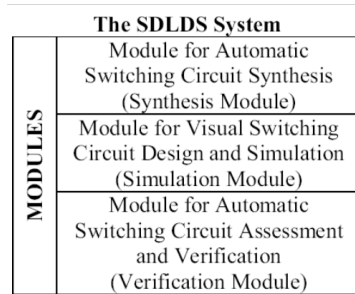 The SDLDS System
MODULES
Module for Automatic
Switching Circuit Synthesis
(Synthesis Module)
Module for Visual Switching
Circuit Design and Simulation
(Simulation Module)
Module for Automatic
Switching Circuit Assessment
and Verification
(Verification Module)